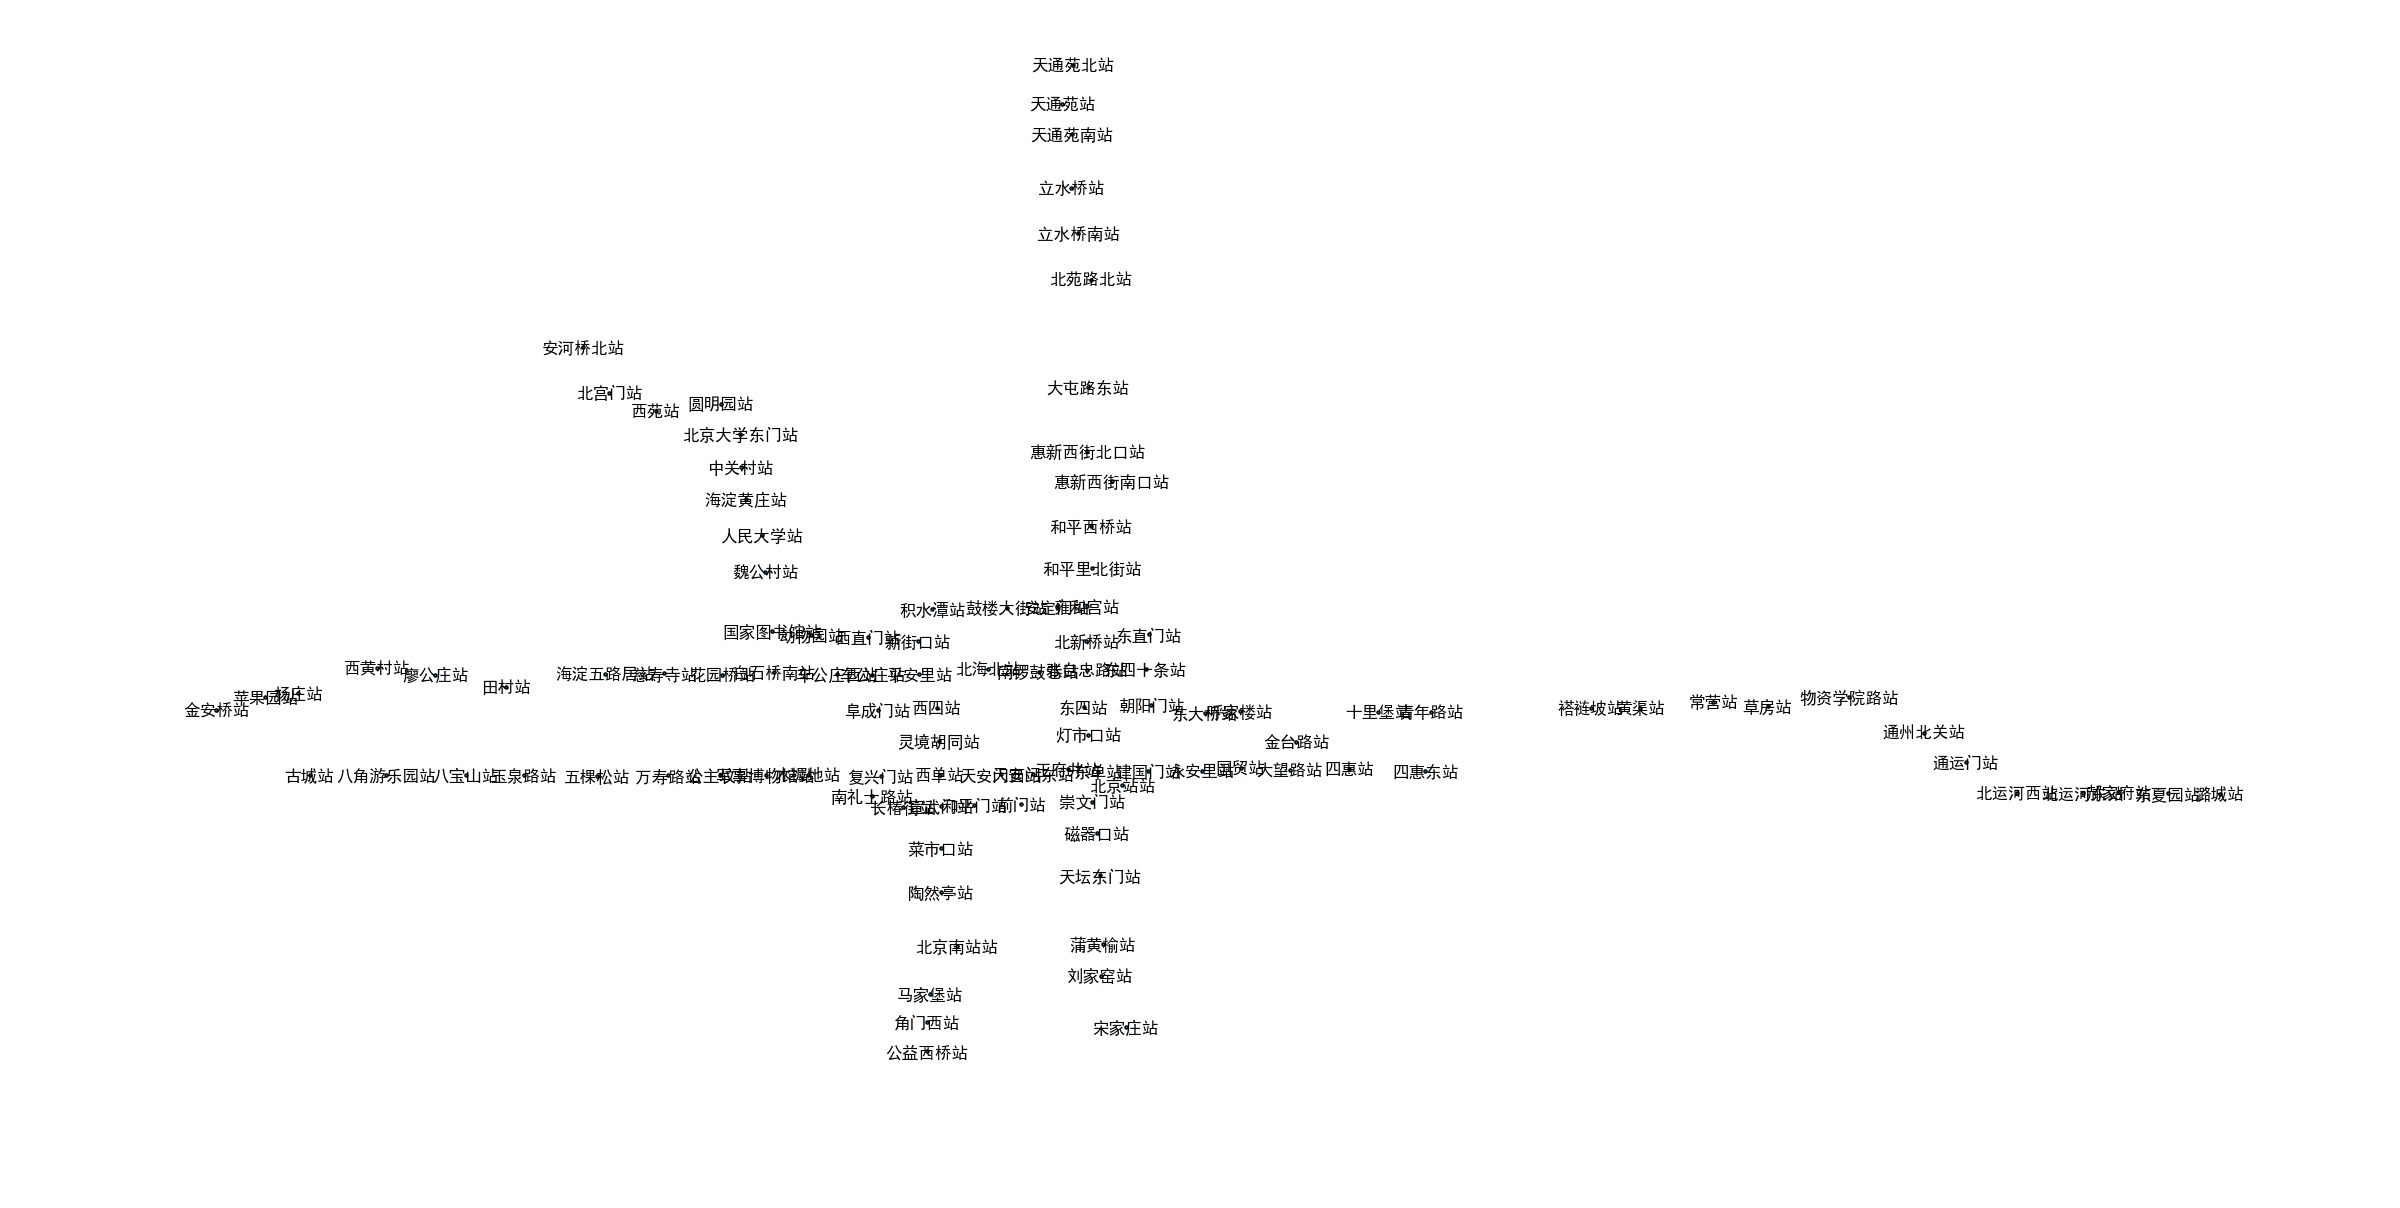 天通苑北站
天通苑站
天通苑南站
立水桥站
立水桥南站
北苑路北站
安河桥北站
大屯路东站
北宫门站
圆明园站
西苑站
北京大学东门站
惠新西街北口站
中关村站
惠新西街南口站
海淀黄庄站
和平西桥站
人民大学站
和平里北街站
魏公村站
积水潭站
鼓楼大街站
安定门站
雍和宫站
国家图书馆站
动物园站
西直门站
新街口站
北新桥站
东直门站
西黄村站
廖公庄站
田村站
海淀五路居站
慈寿寺站
花园桥站
白石桥南站
车公庄西站
车公庄站
平安里站
北海北站
南锣鼓巷站
张自忠路站
东四十条站
苹果园站
杨庄站
金安桥站
阜成门站
西四站
东四站
朝阳门站
东大桥站
呼家楼站
十里堡站
青年路站
褡裢坡站
黄渠站
常营站
草房站
物资学院路站
灵境胡同站
灯市口站
金台路站
通州北关站
通运门站
古城站
八角游乐园站
八宝山站
玉泉路站
五棵松站
万寿路站
公主坟站
军事博物馆站
木樨地站
复兴门站
西单站
天安门西站
天安门东站
王府井站
东单站
建国门站
永安里站
国贸站
大望路站
四惠站
四惠东站
北京站站
南礼士路站
长椿街站
宣武门站
和平门站
前门站
崇文门站
北运河西站
北运河东站
郝家府站
东夏园站
潞城站
磁器口站
菜市口站
天坛东门站
陶然亭站
北京南站站
蒲黄榆站
刘家窑站
马家堡站
角门西站
宋家庄站
公益西桥站